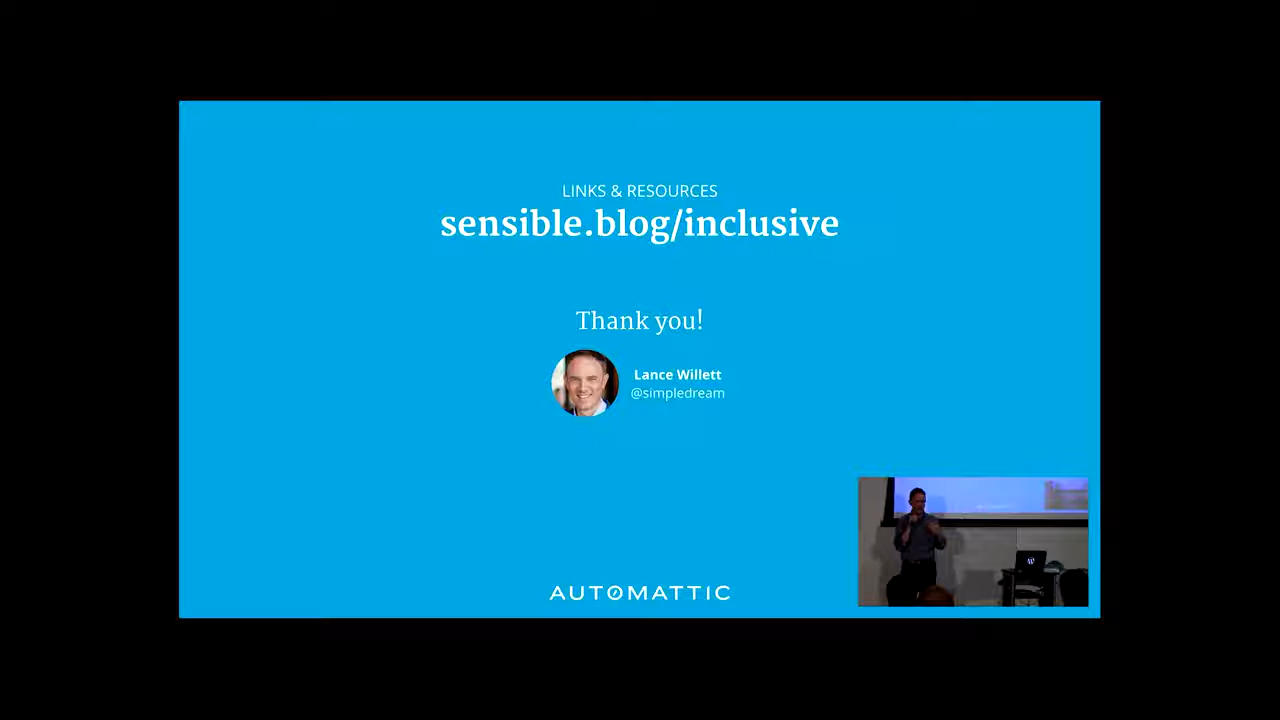 LINKS & RESOURCES
sensible.blog/inclusive
Thank you!
Lance Willett
@simpledream
AUTOMATTIC